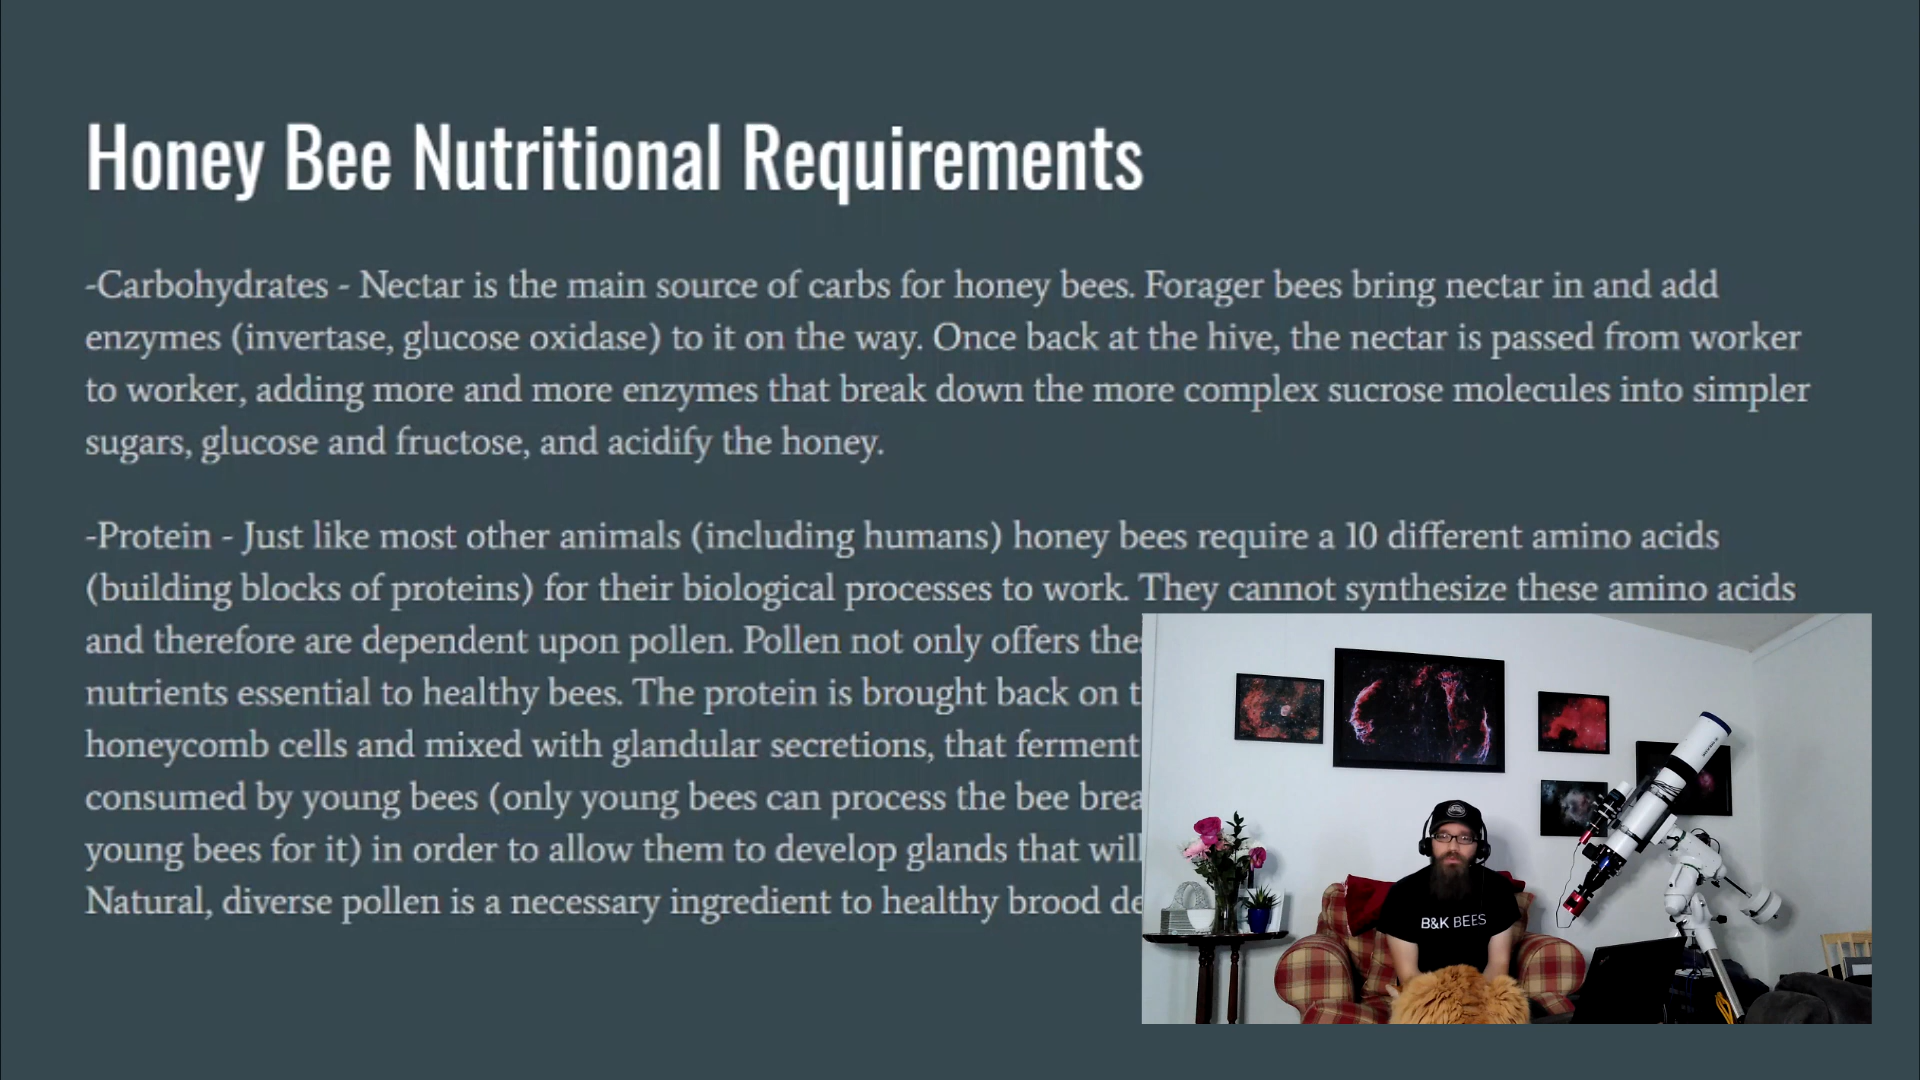 Honey Bee Nutritional Requirements
-Carbohydrates - Nectar is the main source of carbs for honey bees. Forager bees bring nectar in and add
enzymes (invertase, glucose oxidase) to it on the way. Once back at the hive, the nectar is passed from worker
to worker, adding more and more enzymes that break down the more complex sucrose molecules into simpler
sugars, glucose and fructose, and acidify the honey.
-Protein - Just like most other animals (including humans) honey bees require a 10 different amino acids
(building blocks of proteins) for their biological processes to work. They cannot synthesize these amino acids
and therefore are dependent upon pollen. Pollen not only offers
nutrients essential to healthy bees. The protein is brought back on
honeycomb cells and mixed with glandular secretions, that ferment
consumed by young bees (only young bees can process the bee
young bees for it) in order to allow them to develop glands that will
Natural, diverse pollen is a necessary ingredient to healthy brood
B&K BEES